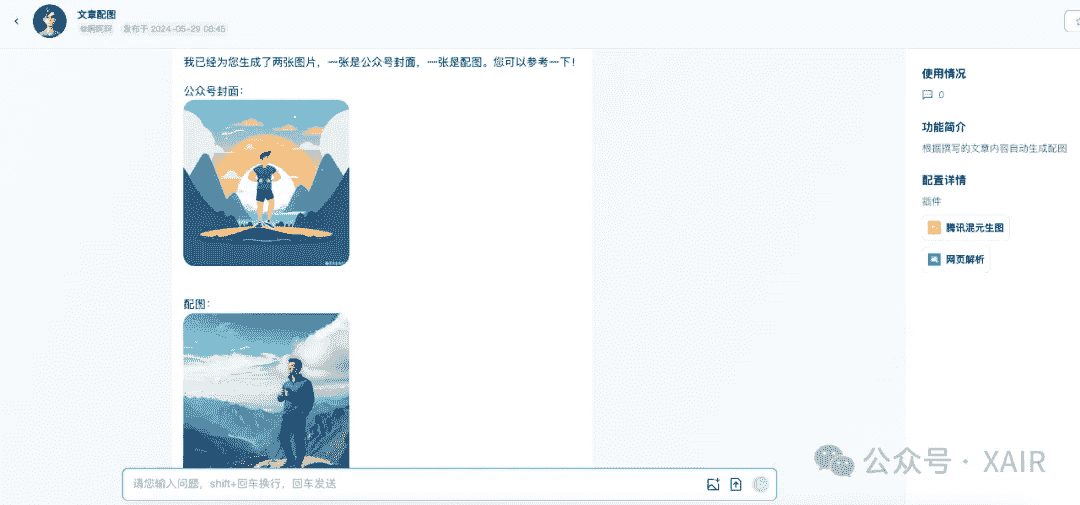 文章配图
发布于 2024-05-29 08:45
我已经为您生成了两张图片，一张是公众号封面，一张是配图。您可以参考一下！
公众号封面：
配图：
请您输入问题，shift+回车换行，回车发送
使用情况
0
功能简介
根据撰写的文章内容自动生成配图
配置详情
插件
腾讯混元生图
网页解析
公众号 · XAIR